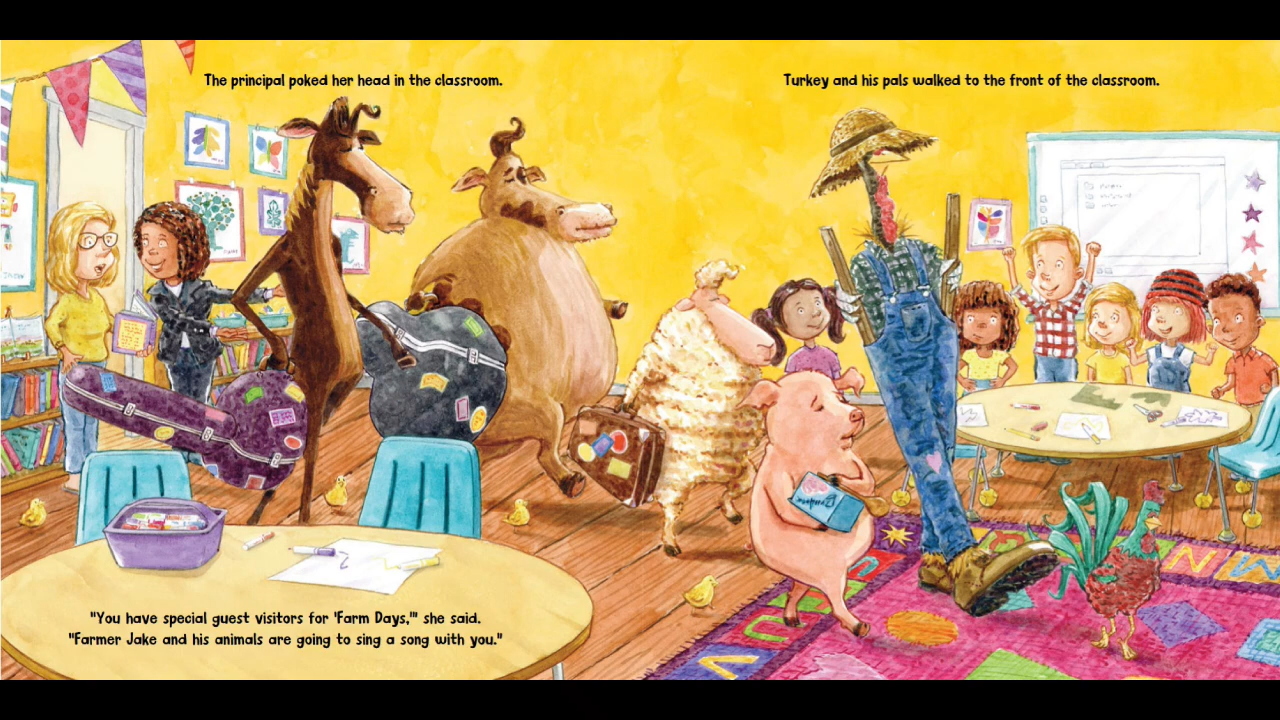 The principal poked her head in the classroom.
"You have special guest visitors for 'Farm Days,'" she said.
"Farmer Jake and his animals are going to sing a song with you."
Turkey and his pals walked to the front of the classroom.